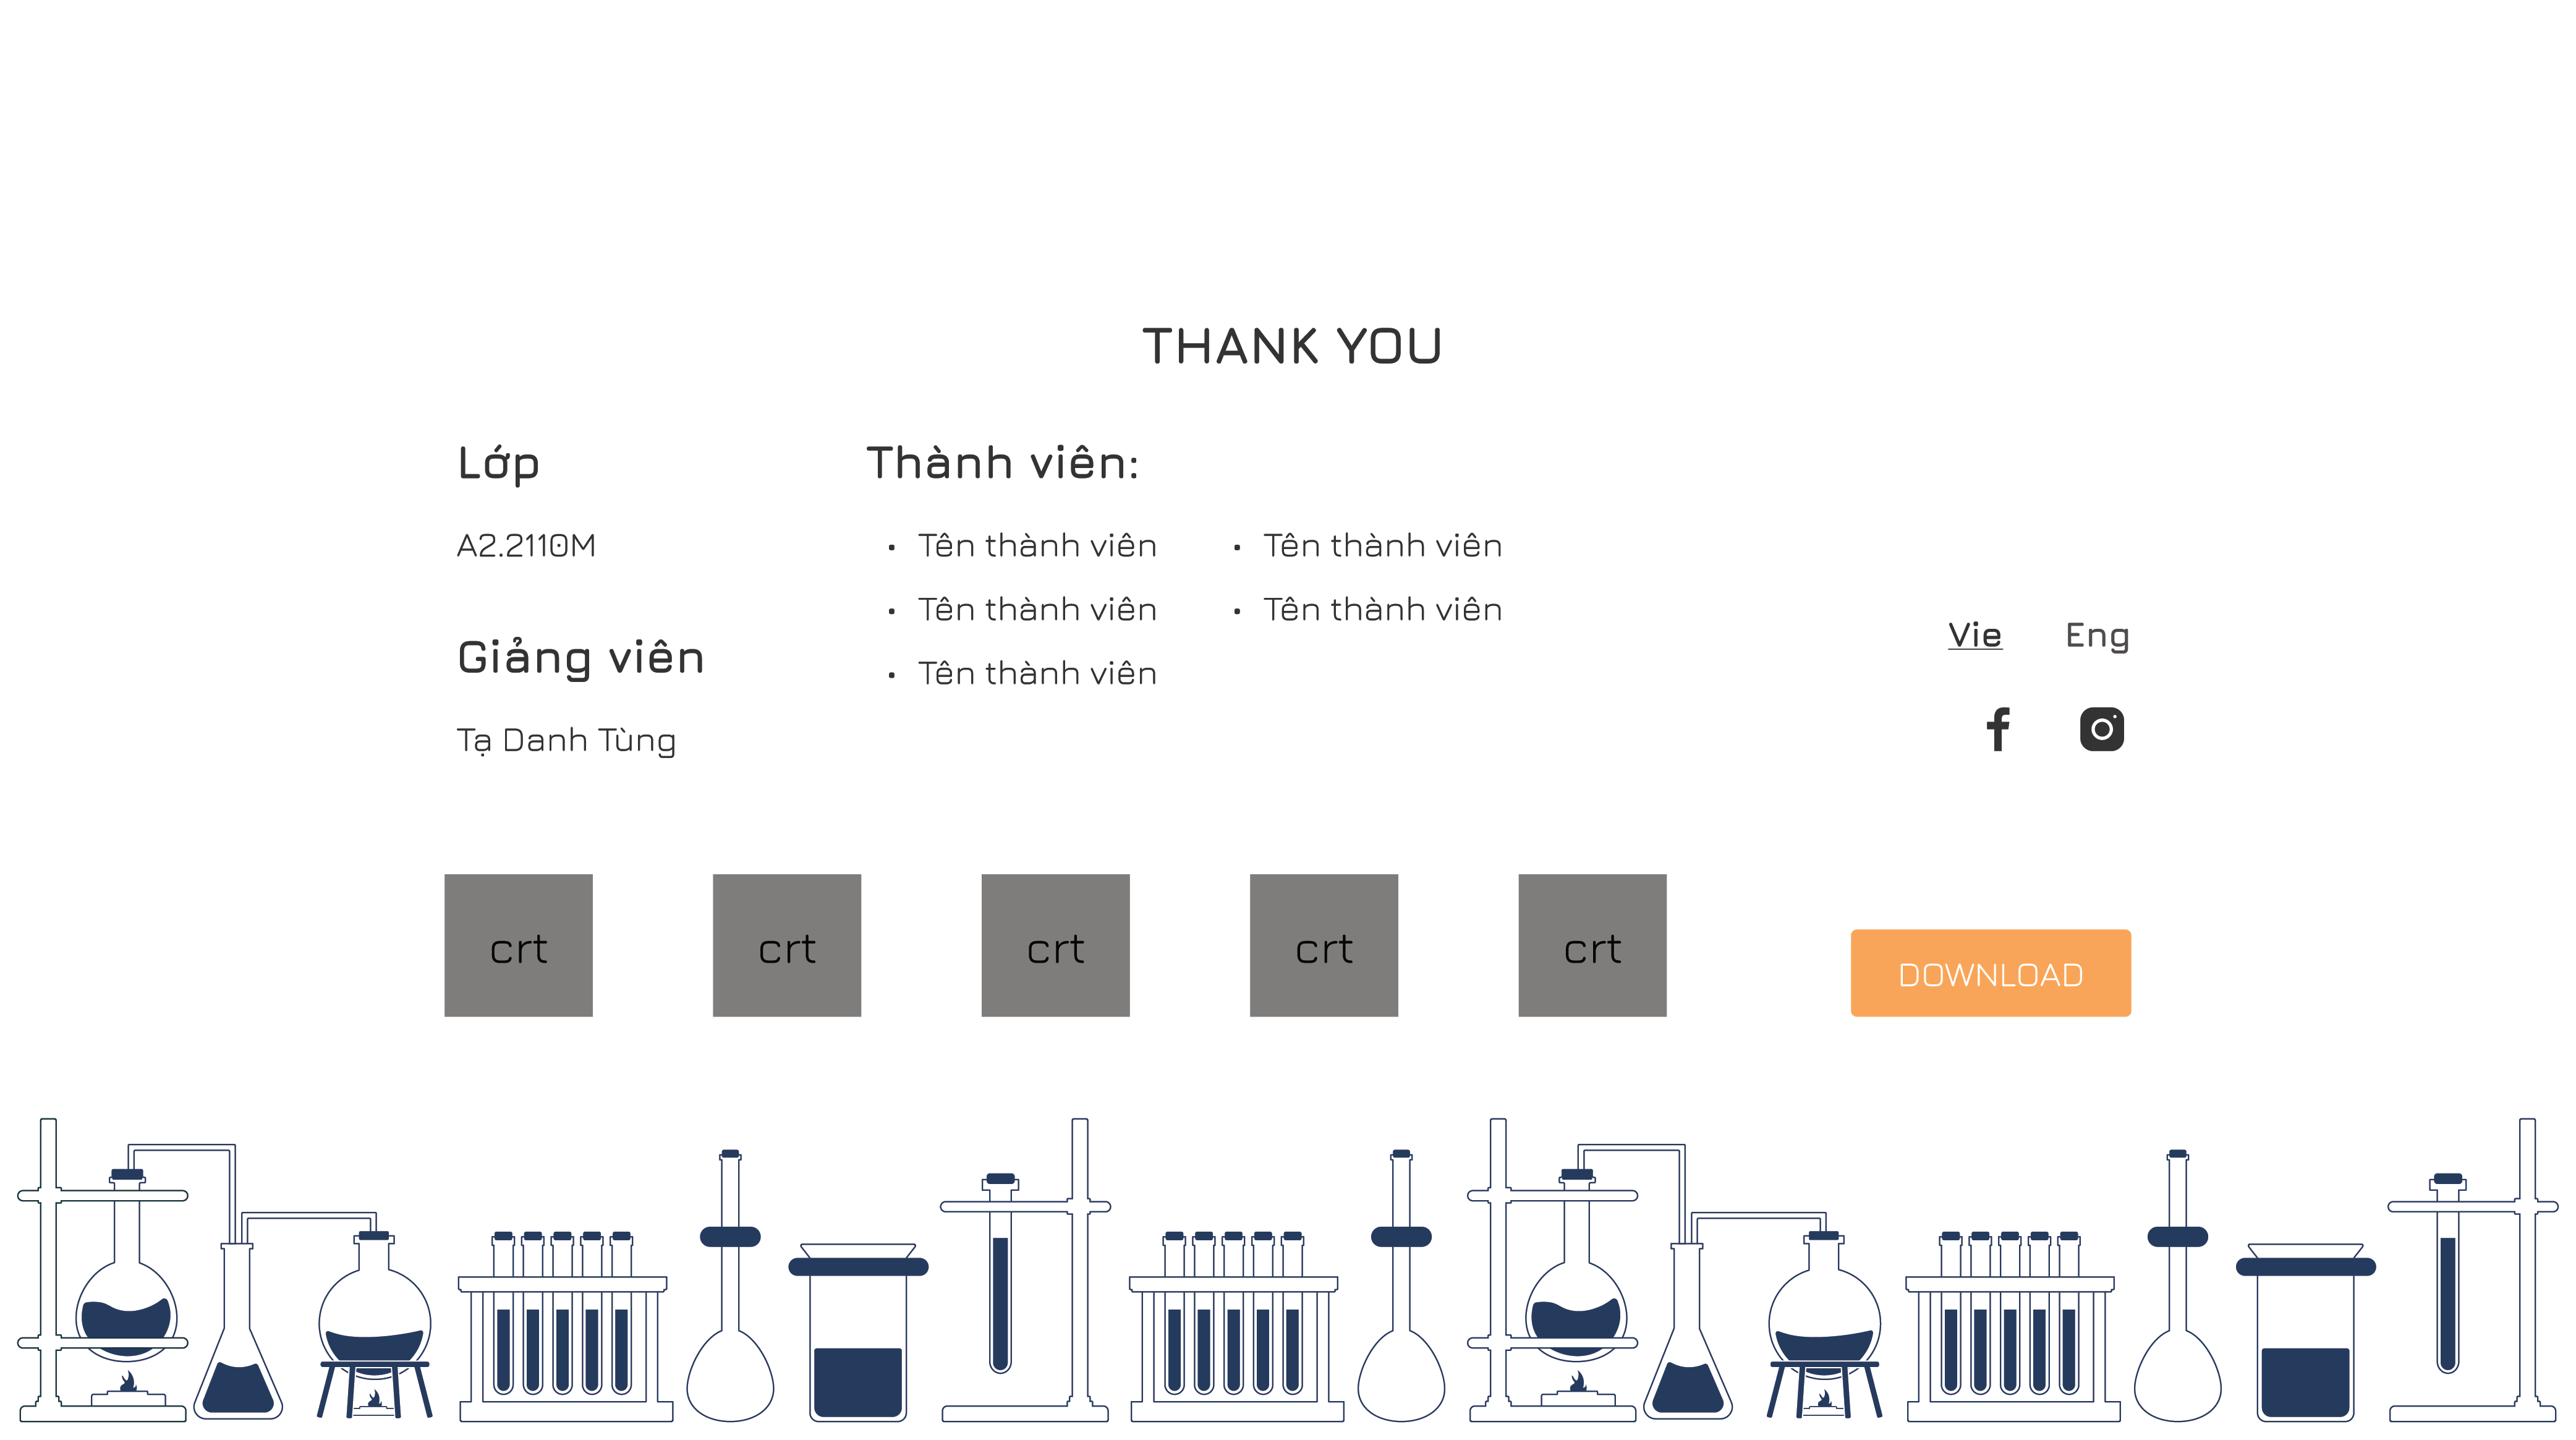 THANK YOU
Lớp
A2.2110M
Giảng viên
Tạ Danh Tùng
Thành viên:
• Tên thành viên
• Tên thành viên
• Tên thành viên
• Tên thành viên
• Tên thành viên
Vie Eng
crt crt crt crt crt
DOWNLOAD